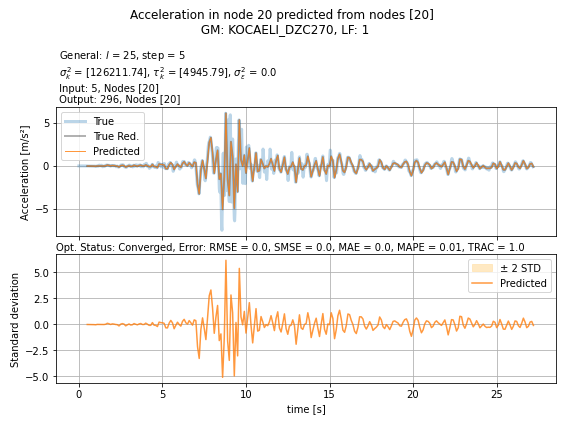 Acceleration in node 20 predicted from nodes [20]
GM: KOCAELI_DZC270, LF: 1
General: l = 25, step = 5
σ²ₖ = [126211.74], τ²ₖ = [4945.79], σ²ε = 0.0
Input: 5, Nodes [20]
Output: 296, Nodes [20]
True
True Red.
Predicted
Acceleration [m/s²]
5
0
−5
Opt. Status: Converged, Error: RMSE = 0.0, SMSE = 0.0, MAE = 0.0, MAPE = 0.01, TRAC = 1.0
± 2 STD
Predicted
Standard deviation
5.0
2.5
0.0
−2.5
−5.0
0 5 10 15 20 25
time [s]